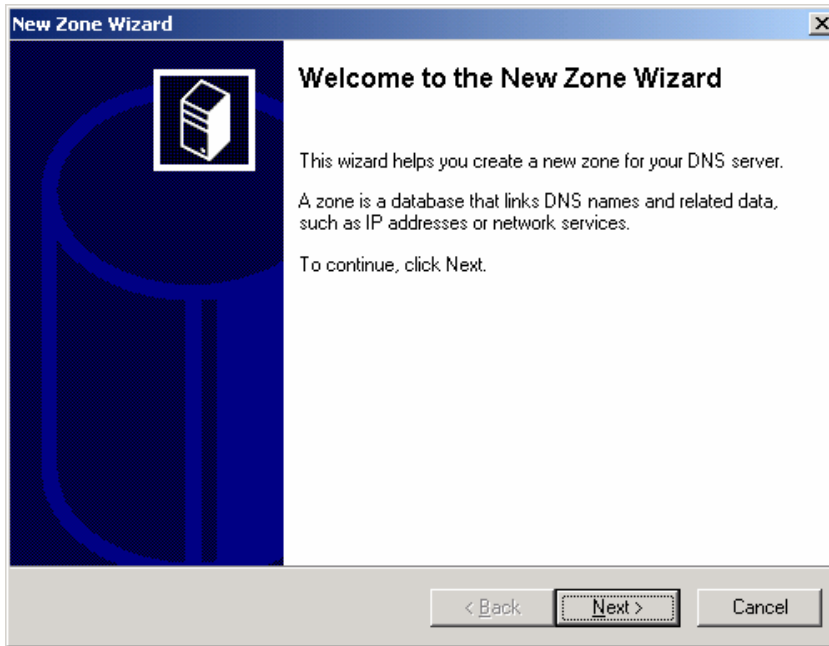 New Zone Wizard
Welcome to the New Zone Wizard
This wizard helps you create a new zone for your DNS server.
A zone is a database that links DNS names and related data,
such as IP addresses or network services.
To continue, click Next.
< Back
Next >
Cancel